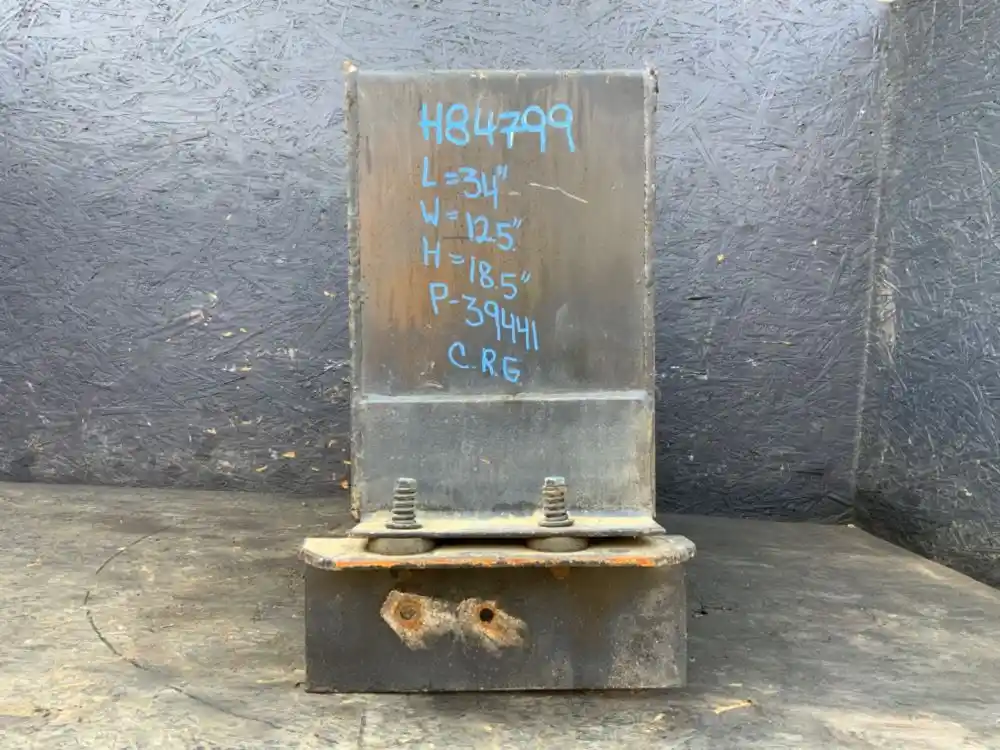 H84799
L=34"
W=12.5"
H=18.5"
P-39441
C.R.G.